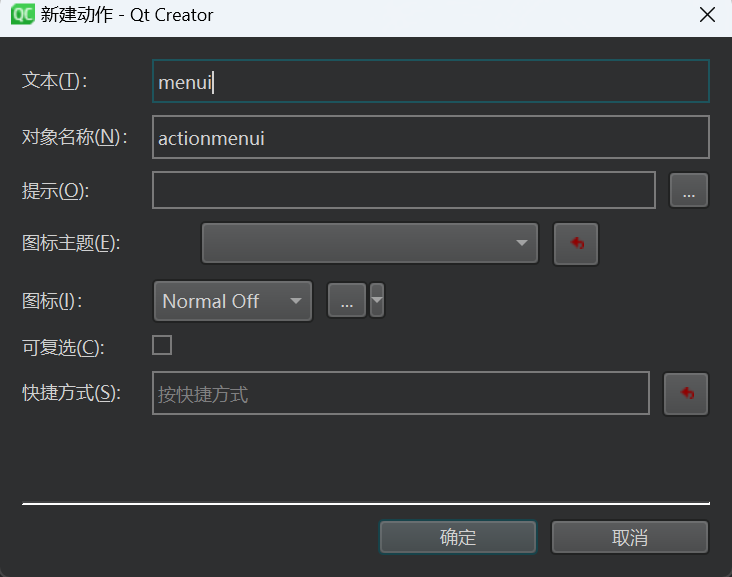 QC 新建动作 - Qt Creator
文本(T):
menui
对象名称(N):
actionmenui
提示(O):
...
图标主题(E):
图标(I):
Normal Off
...
可复选(C):
快捷方式(S):
按快捷方式
确定
取消